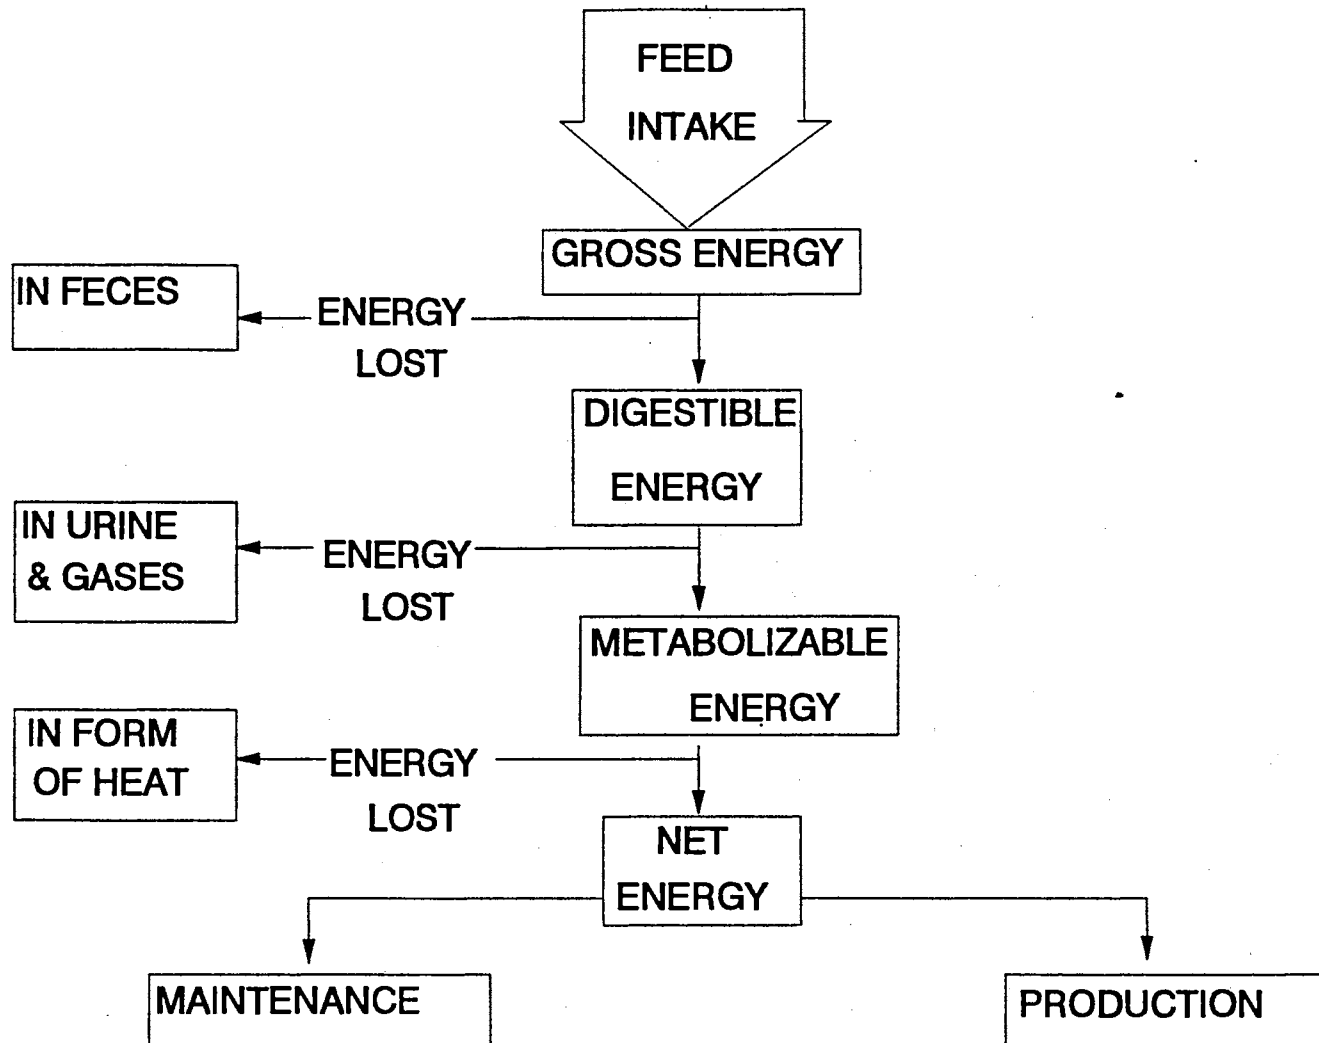 FEED
INTAKE
GROSS ENERGY
IN FECES
ENERGY
LOST
DIGESTIBLE
ENERGY
IN URINE
& GASES
ENERGY
LOST
METABOLIZABLE
ENERGY
IN FORM
OF HEAT
ENERGY
LOST
NET
ENERGY
MAINTENANCE
PRODUCTION